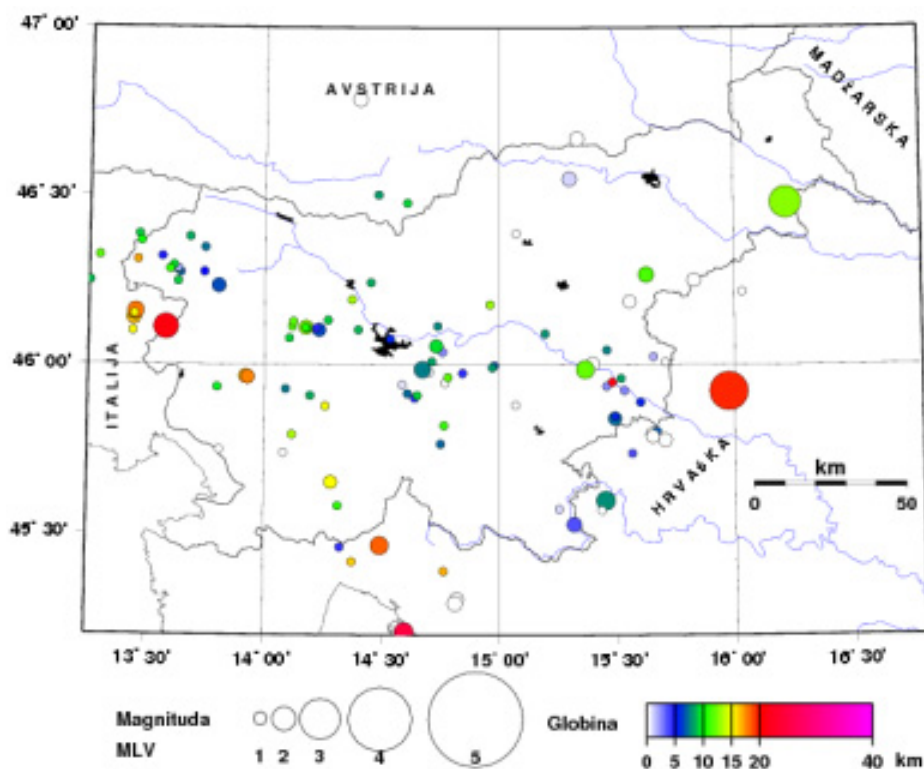 47° 00'
AVSTRIJA
MADŽARSKA
46° 30'
46° 00'
ITALIJA
HRVAŠKA
km
0 50
45° 30'
13° 30' 14° 00' 14° 30' 15° 00' 15° 30' 16° 00' 16° 30'
Magnituda
MLV
1 2 3 4 5
Globina
0 5 10 15 20 40 km